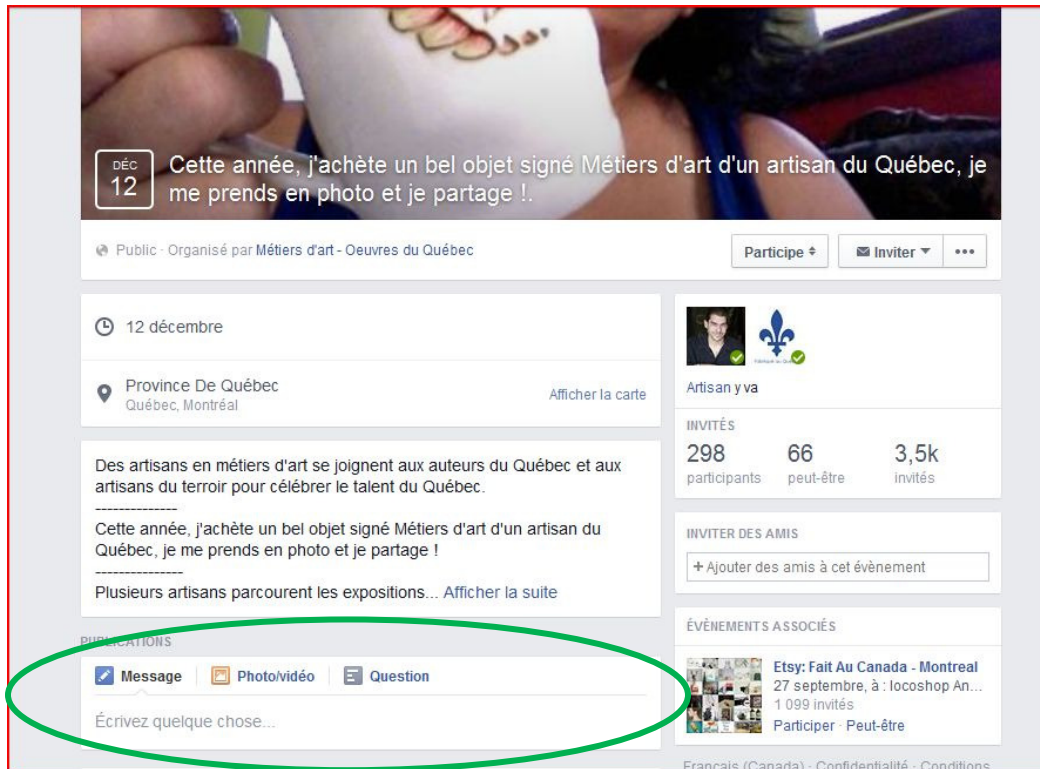 DÉC
12
Cette année, j'achète un bel objet signé Métiers d'art d'un artisan du Québec, je
me prends en photo et je partage !.
Public · Organisé par Métiers d'art - Oeuvres du Québec
Participe
Inviter
12 décembre
Province De Québec
Québec, Montréal
Afficher la carte
Des artisans en métiers d'art se joignent aux auteurs du Québec et aux
artisans du terroir pour célébrer le talent du Québec.
--------------
Cette année, j'achète un bel objet signé Métiers d'art d'un artisan du
Québec, je me prends en photo et je partage !
---------------
Plusieurs artisans parcourent les expositions... Afficher la suite
PUBLICATIONS
Message
Photo/vidéo
Question
Écrivez quelque chose...
Artisan y va
INVITÉS
298 66 3,5k
participants peut-être invités
INVITER DES AMIS
+ Ajouter des amis à cet évènement
ÉVÈNEMENTS ASSOCIÉS
Etsy: Fait Au Canada - Montreal
27 septembre, à : locoshop An...
1 099 invités
Participer · Peut-être
Français (Canada) · Confidentialité · Conditions